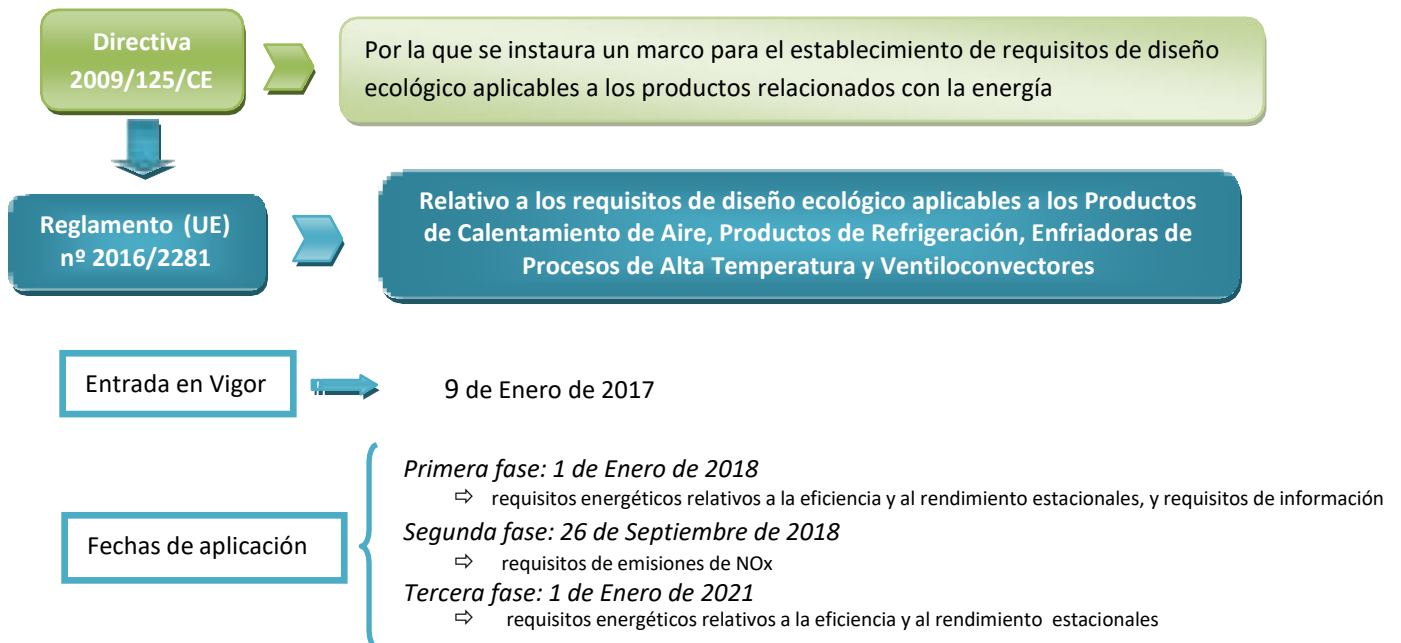 Directiva
2009/125/CE
Por la que se instaura un marco para el establecimiento de requisitos de diseño
ecológico aplicables a los productos relacionados con la energía
Reglamento (UE)
nº 2016/2281
Relativo a los requisitos de diseño ecológico aplicables a los Productos
de Calentamiento de Aire, Productos de Refrigeración, Enfriadoras de
Procesos de Alta Temperatura y Ventiloconvectores
Entrada en Vigor
9 de Enero de 2017
Fechas de aplicación
Primera fase: 1 de Enero de 2018
⇨ requisitos energéticos relativos a la eficiencia y al rendimiento estacionales, y requisitos de información
Segunda fase: 26 de Septiembre de 2018
⇨ requisitos de emisiones de NOx
Tercera fase: 1 de Enero de 2021
⇨ requisitos energéticos relativos a la eficiencia y al rendimiento estacionales